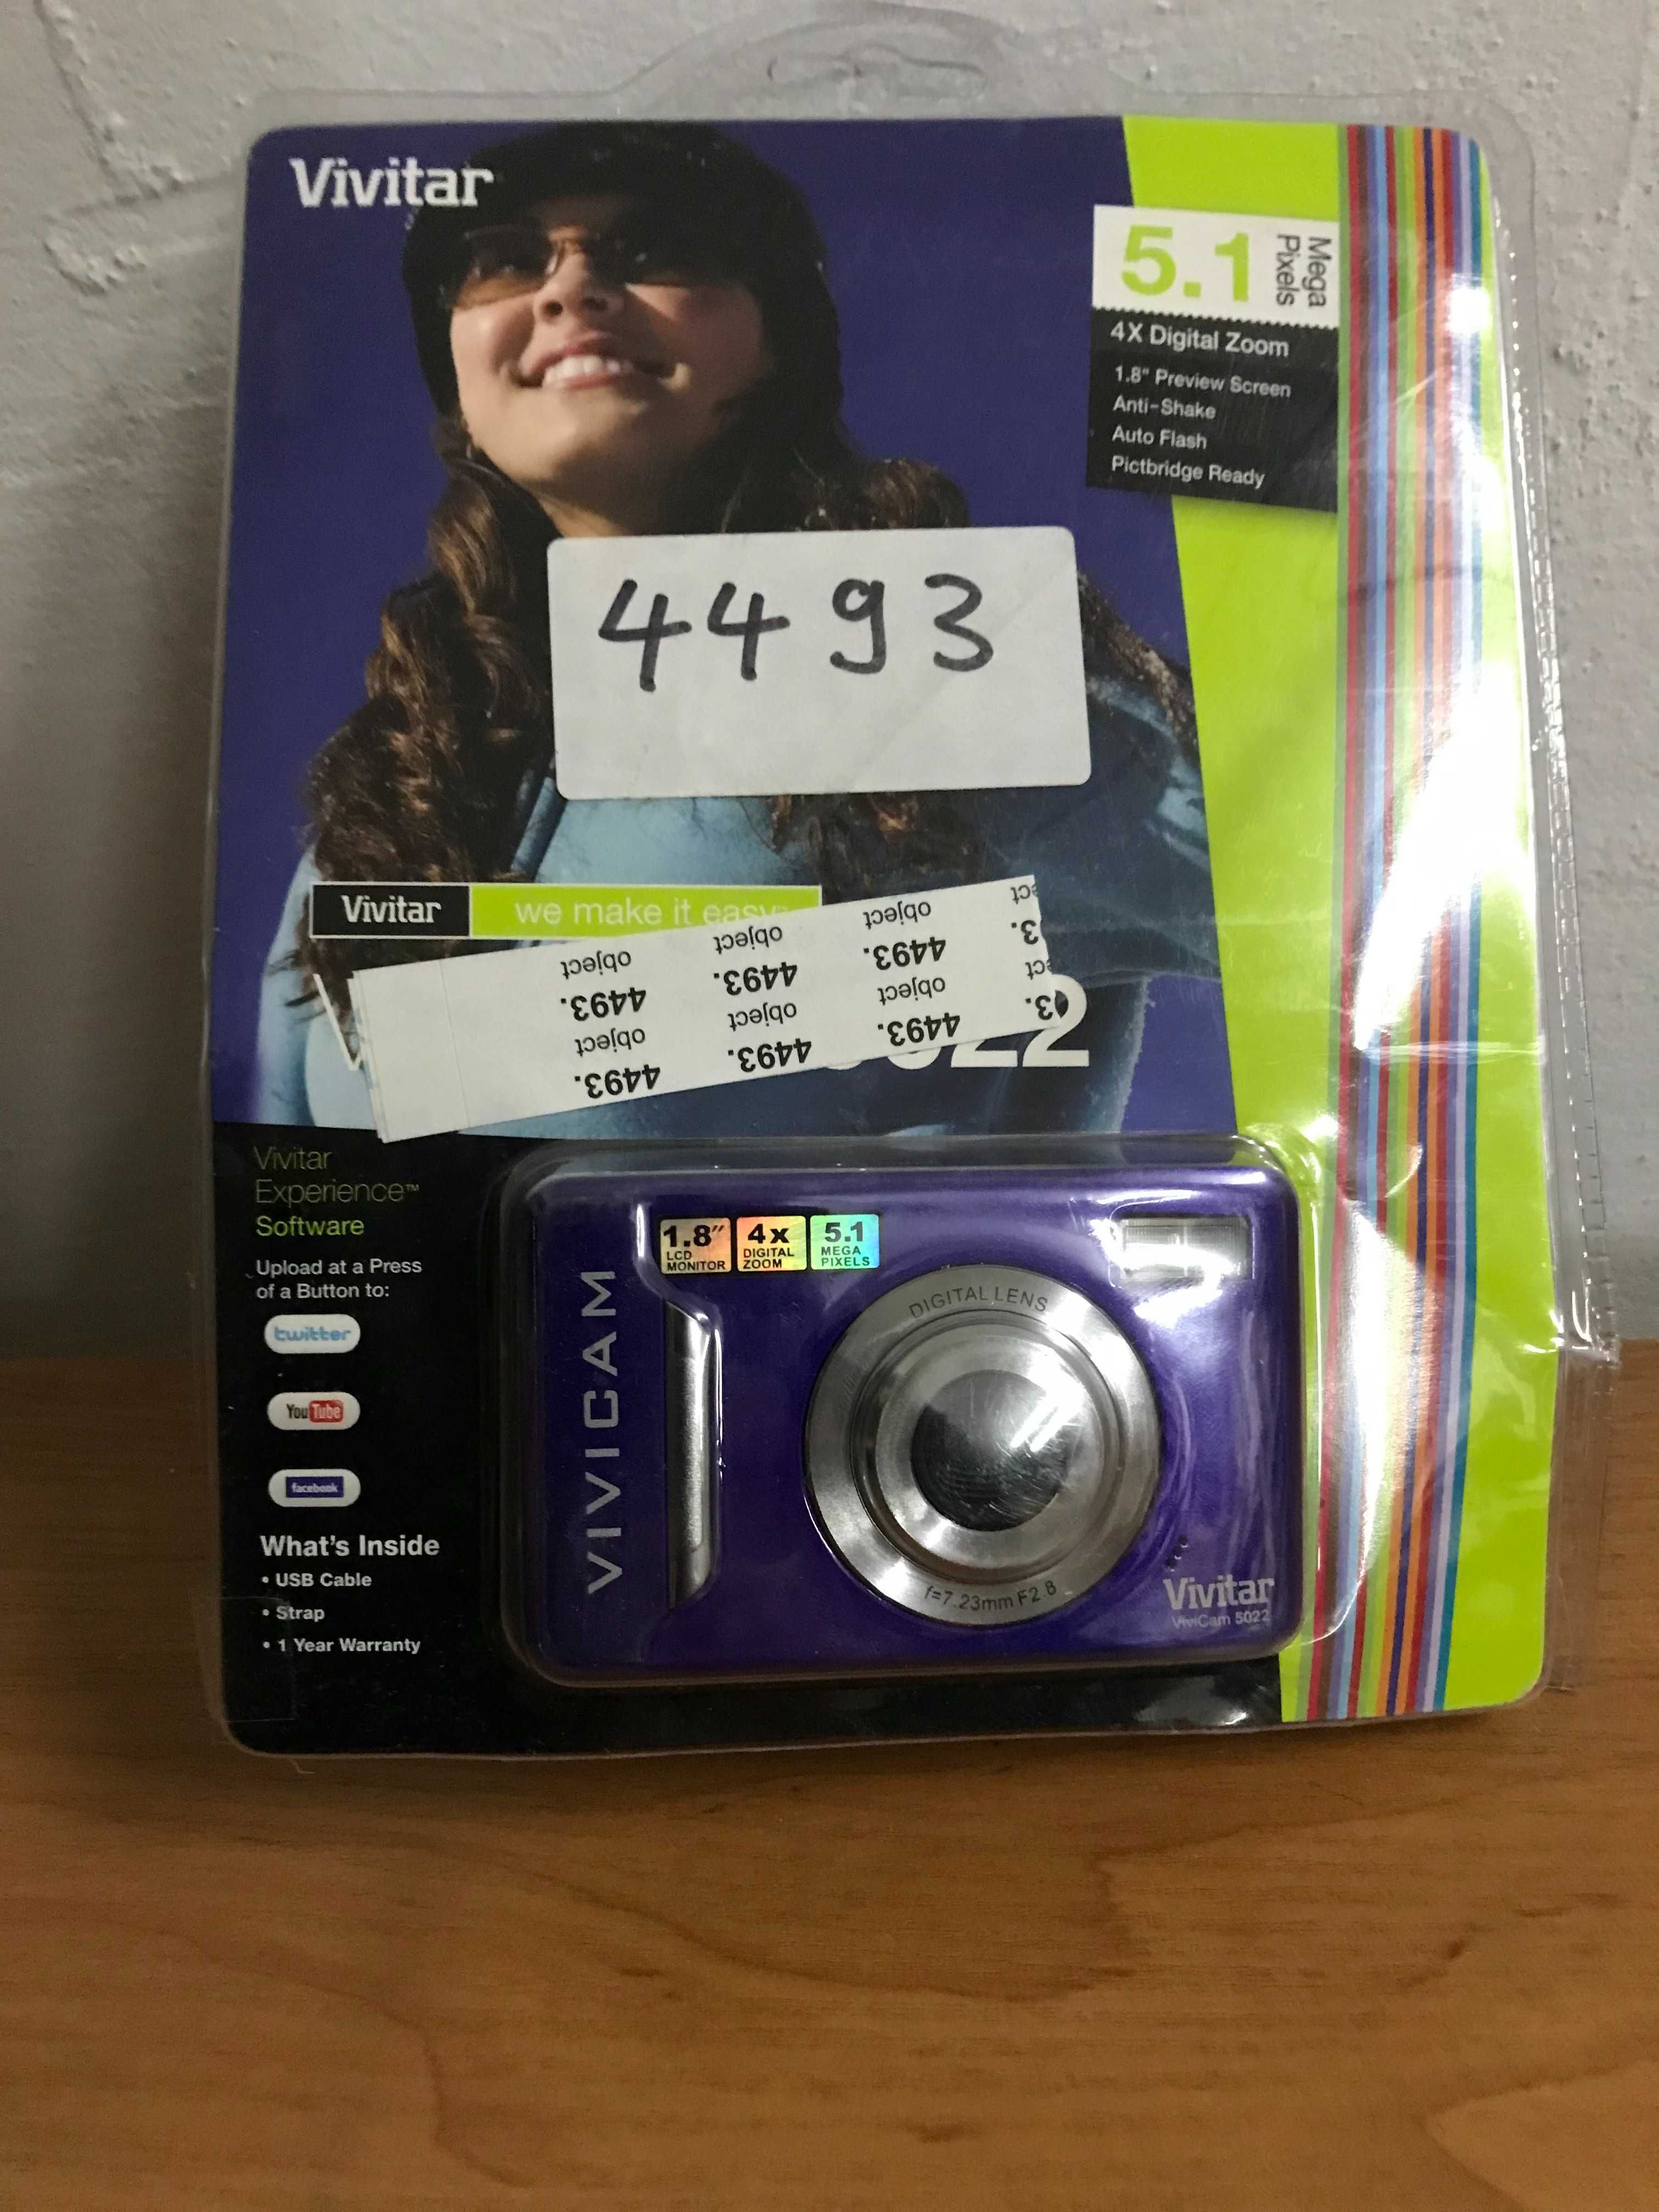 Vivitar
5.1
Mega
Pixels
4X Digital Zoom
1.8" Preview Screen
Anti-Shake
Auto Flash
Pictbridge Ready
4493
Vivitar
we make it easy
object object object
4493. 4493. 4493. 3.
object object object
4493. 4493. 4493. 3.
22
Vivitar
Experience™
Software
Upload at a Press
of a Button to:
twitter
YouTube
facebook
What's Inside
• USB Cable
• Strap
• 1 Year Warranty
VIVICAM
1.8" LCD MONITOR
4x DIGITAL ZOOM
5.1 MEGA PIXELS
DIGITAL LENS
f=7.23mm F2.8
Vivitar
ViviCam 5022